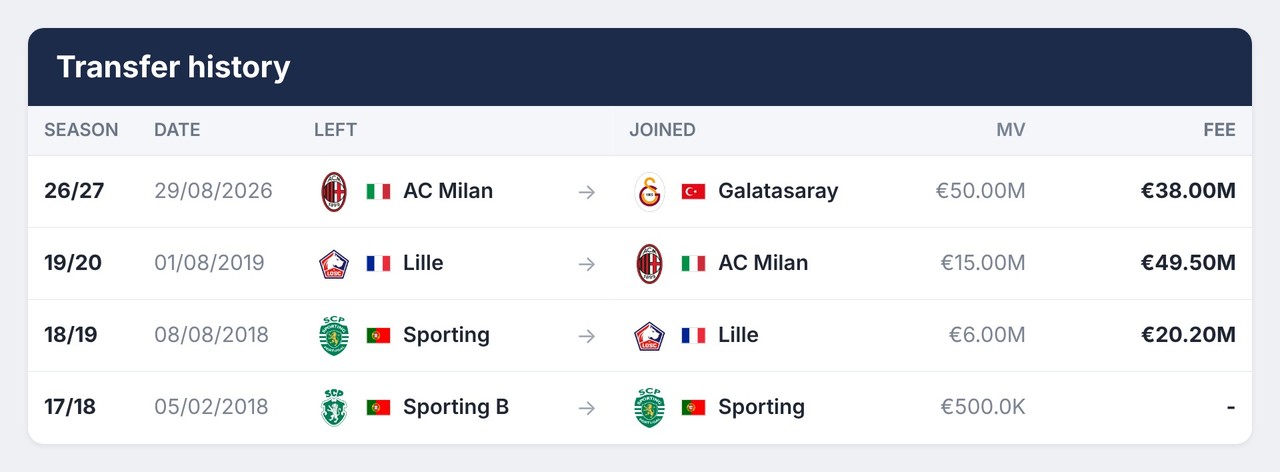 Transfer history
SEASON DATE LEFT JOINED MV FEE
26/27 29/08/2026 AC Milan → Galatasaray €50.00M €38.00M
19/20 01/08/2019 Lille → AC Milan €15.00M €49.50M
18/19 08/08/2018 Sporting → Lille €6.00M €20.20M
17/18 05/02/2018 Sporting B → Sporting €500.0K -